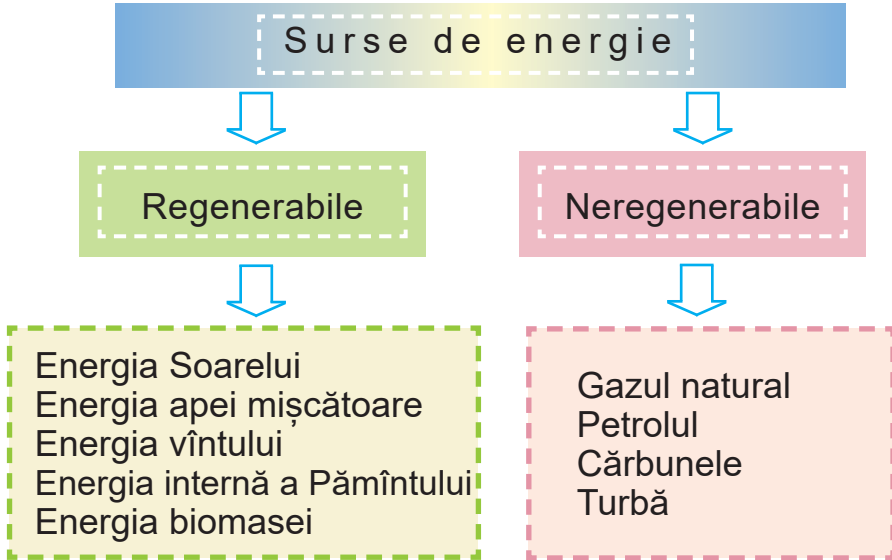 Surse de energie
Regenerabile
Neregenerabile
Energia Soarelui
Energia apei mișcătoare
Energia vîntului
Energia internă a Pămîntului
Energia biomasei
Gazul natural
Petrolul
Cărbunele
Turbă